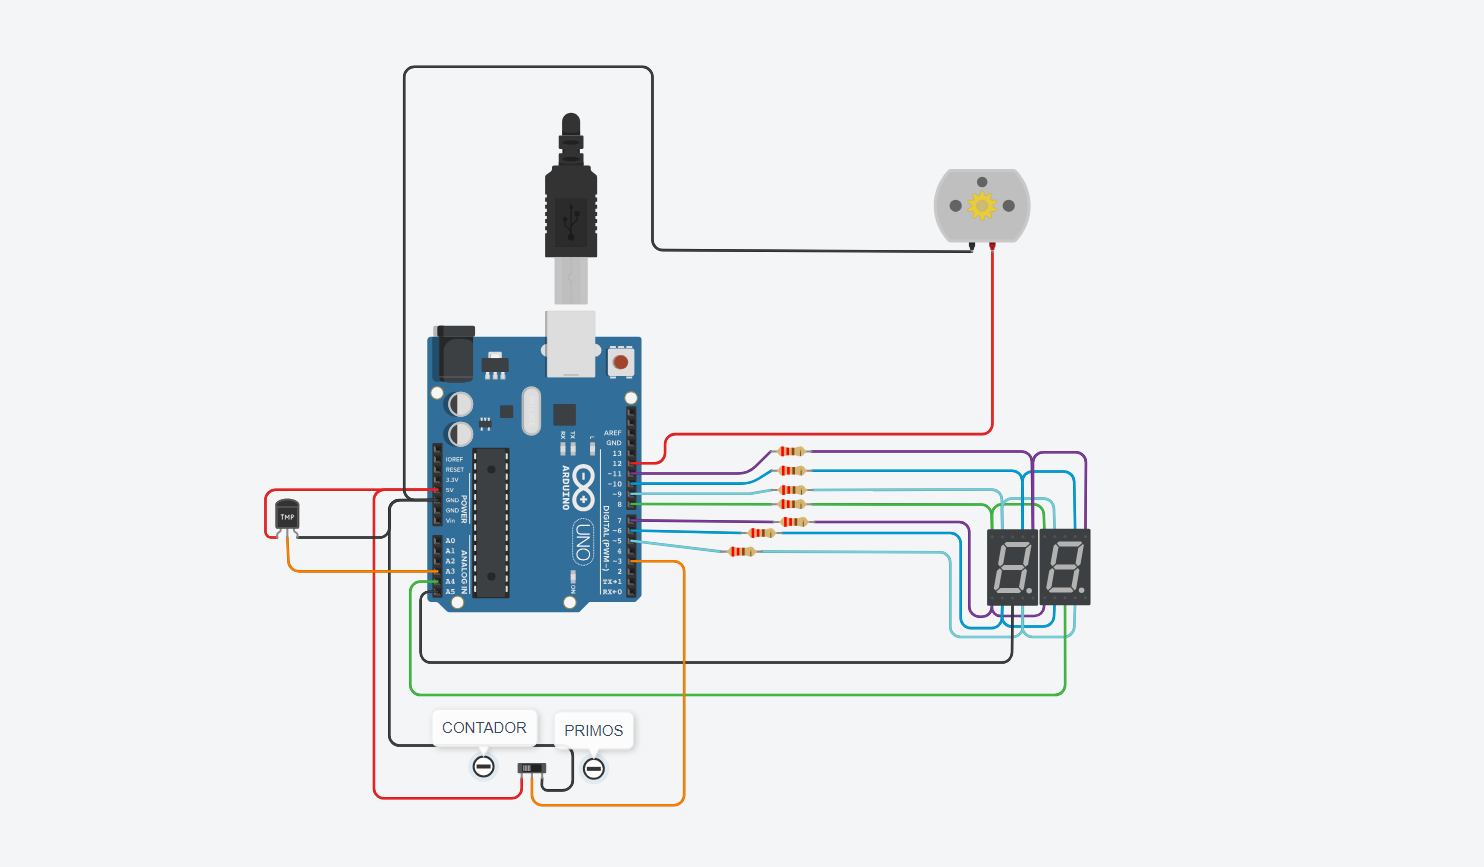 AREF
GND
13
12
~11
~10
~9
8
7
~6
~5
4
~3
2
TX→1
RX←0
DIGITAL (PWM~)
RX
TX
L
ARDUINO
UNO
ON
IOREF
RESET
3.3V
5V
GND
GND
Vin
POWER
A0
A1
A2
A3
A4
A5
ANALOG IN
TMP
CONTADOR
PRIMOS